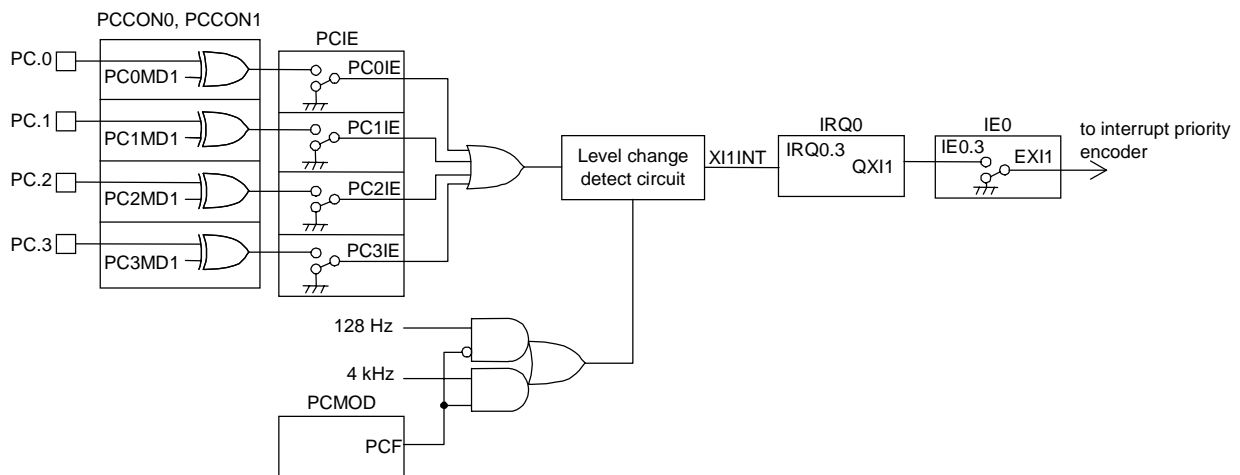 PCCON0, PCCON1
PCIE
PC.0
PC0MD1
PC0IE
PC.1
PC1MD1
PC1IE
PC.2
PC2MD1
PC2IE
PC.3
PC3MD1
PC3IE
Level change
detect circuit
XI1INT
IRQ0
IRQ0.3
QXI1
IE0
IE0.3
EXI1
to interrupt priority
encoder
128 Hz
4 kHz
PCMOD
PCF